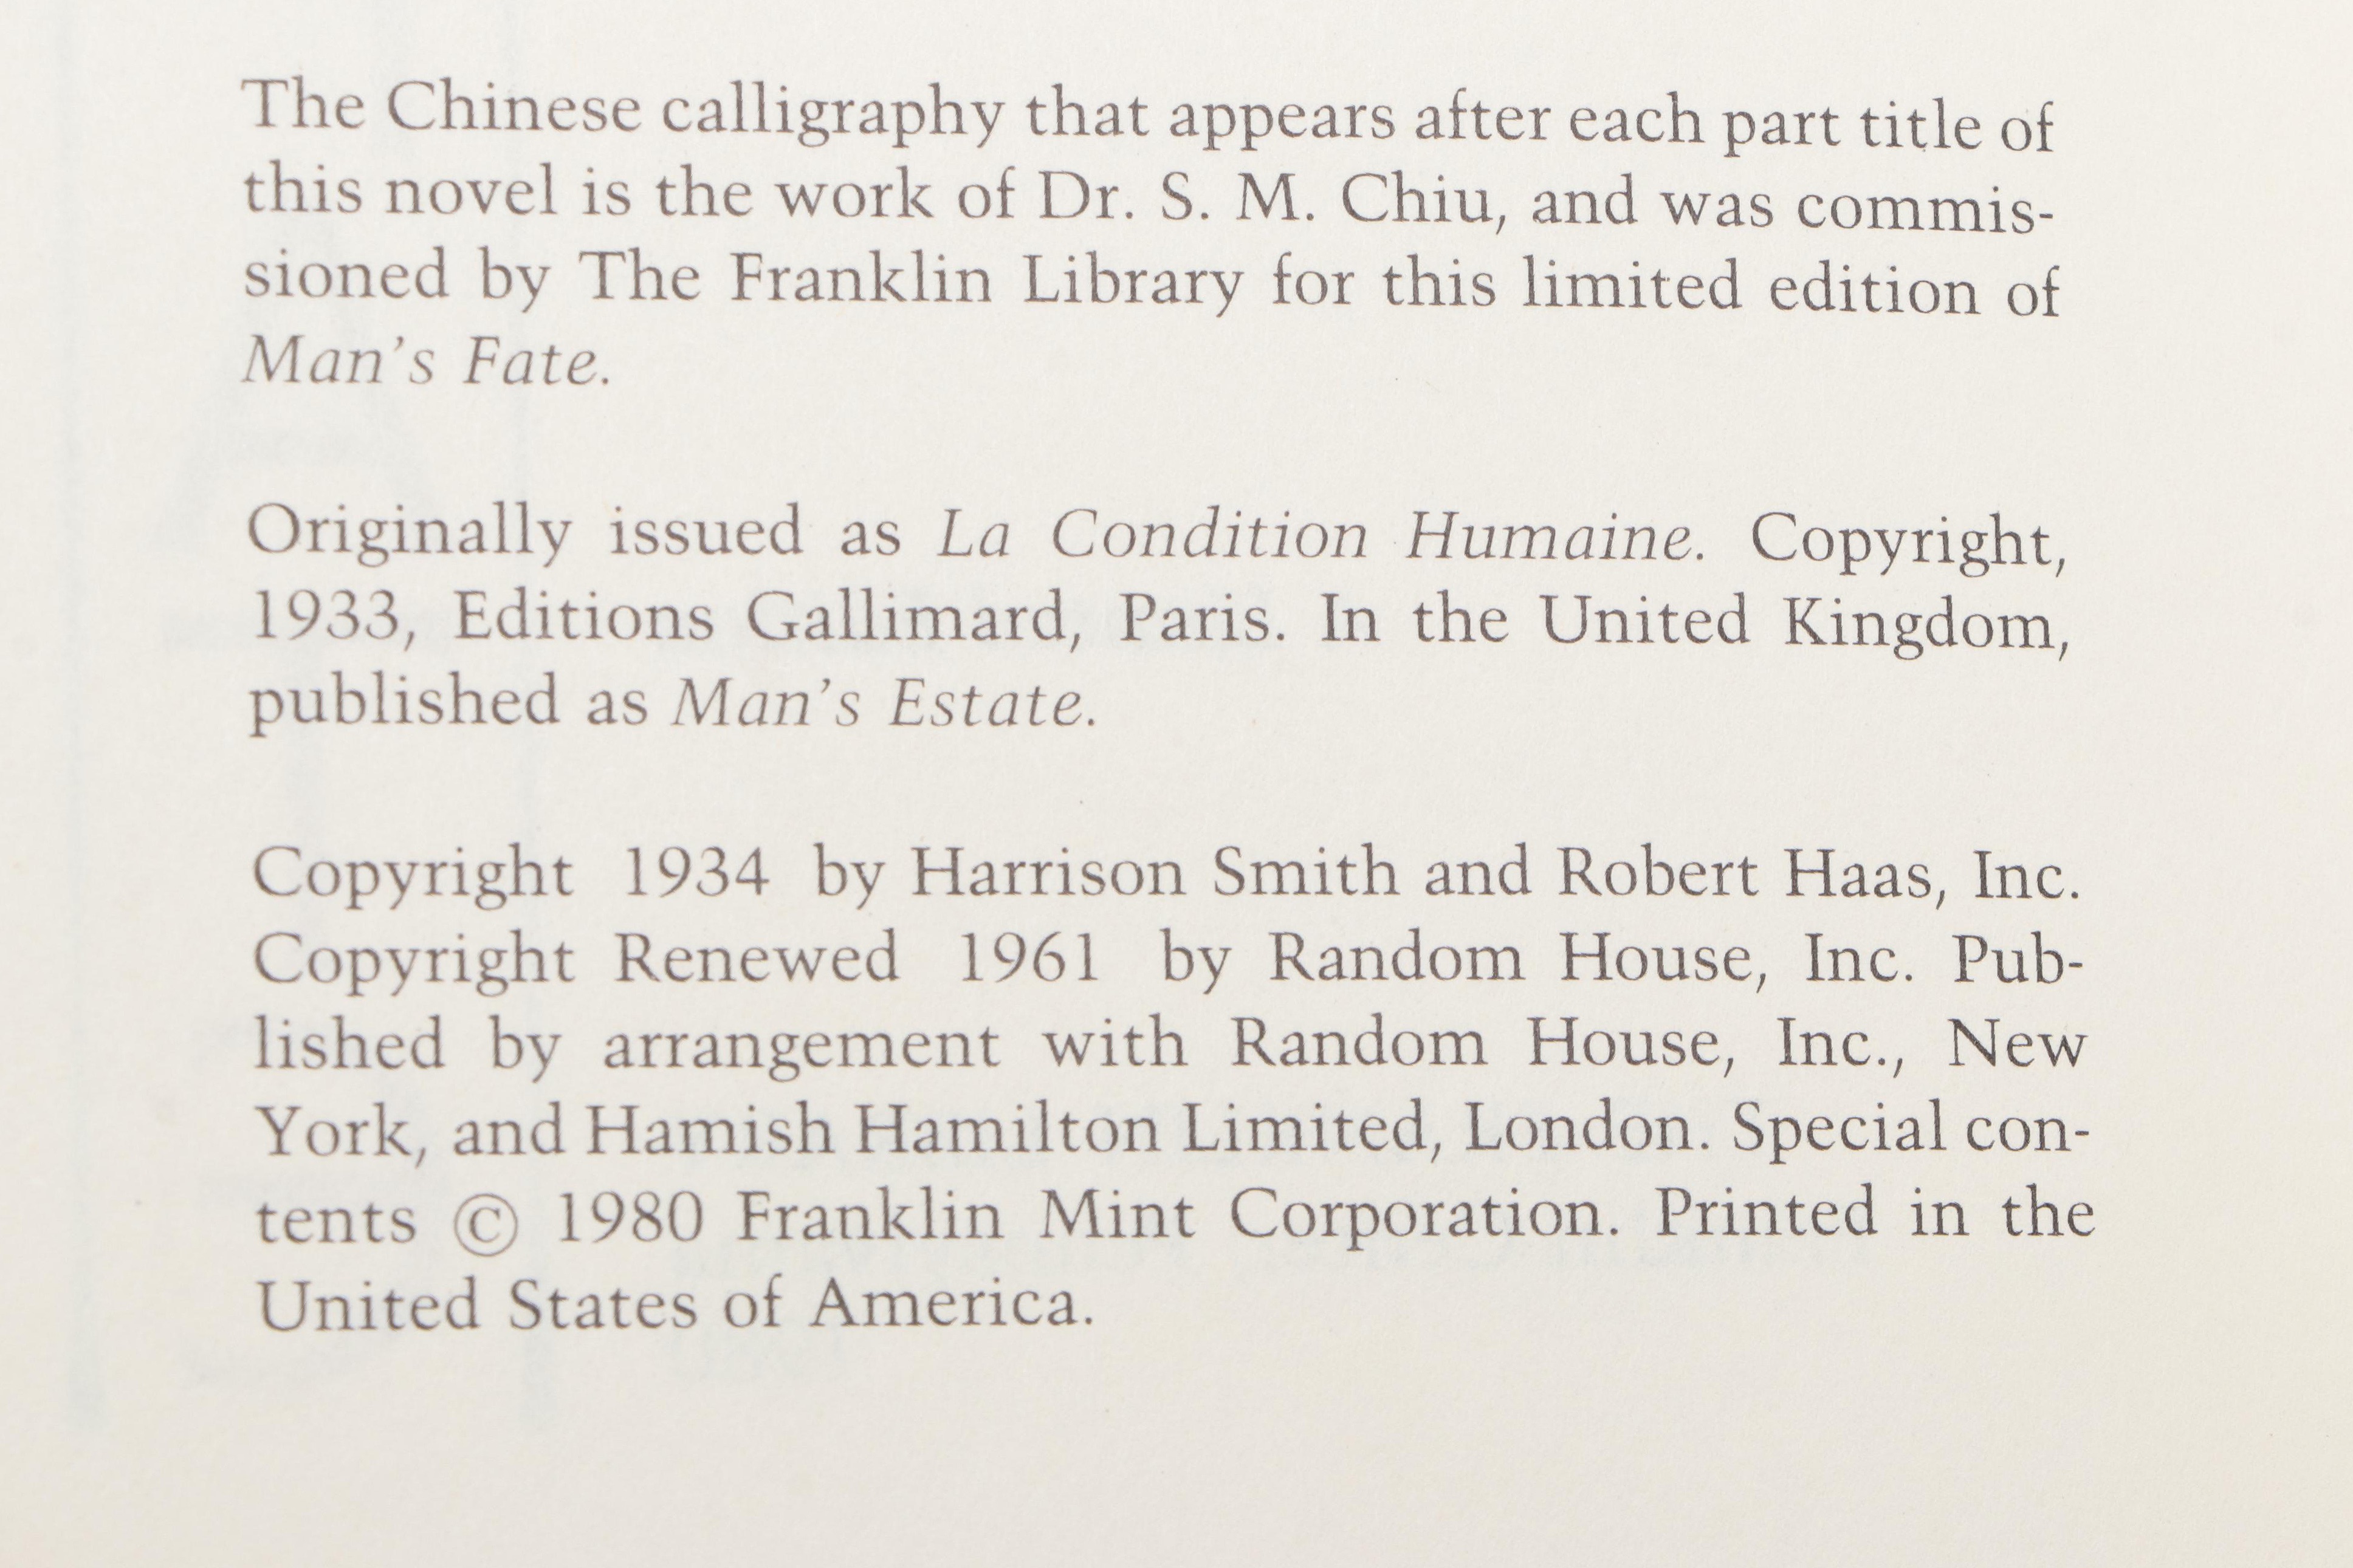 The Chinese calligraphy that appears after each part title of
this novel is the work of Dr. S. M. Chiu, and was commis-
sioned by The Franklin Library for this limited edition of
Man's Fate.
Originally issued as La Condition Humaine. Copyright,
1933, Editions Gallimard, Paris. In the United Kingdom,
published as Man's Estate.
Copyright 1934 by Harrison Smith and Robert Haas, Inc.
Copyright Renewed 1961 by Random House, Inc. Pub-
lished by arrangement with Random House, Inc., New
York, and Hamish Hamilton Limited, London. Special con-
tents © 1980 Franklin Mint Corporation. Printed in the
United States of America.